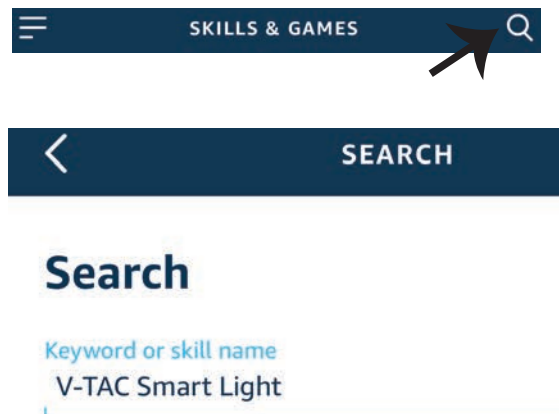 SKILLS & GAMES
SEARCH
Search
Keyword or skill name
V-TAC Smart Light